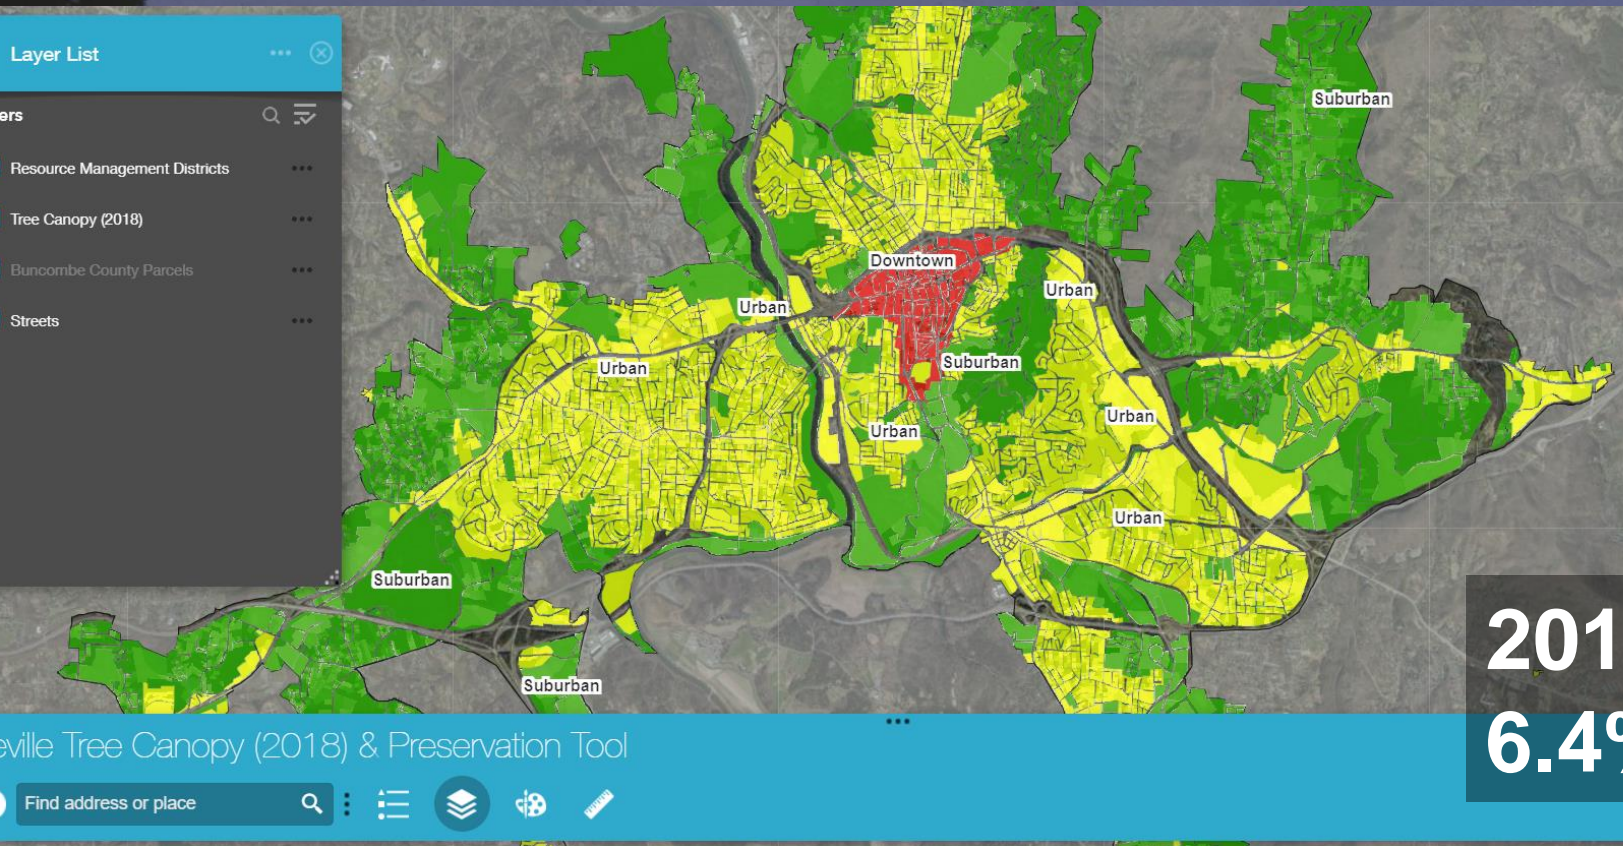 Layer List
ers
Resource Management Districts
Tree Canopy (2018)
Buncombe County Parcels
Streets
Suburban
Downtown
Urban
Urban
Suburban
Urban
Urban
Urban
Urban
Suburban
Suburban
201
6.4%
eville Tree Canopy (2018) & Preservation Tool
Find address or place